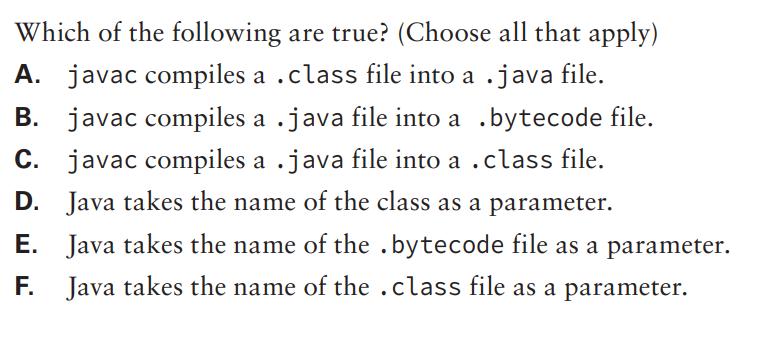 Which of the following are true? (Choose all that apply)
A. javac compiles a .class file into a .java file.
B. javac compiles a .java file into a .bytecode file.
C. javac compiles a .java file into a .class file.
D. Java takes the name of the class as a parameter.
E. Java takes the name of the .bytecode file as a parameter.
F. Java takes the name of the .class file as a parameter.